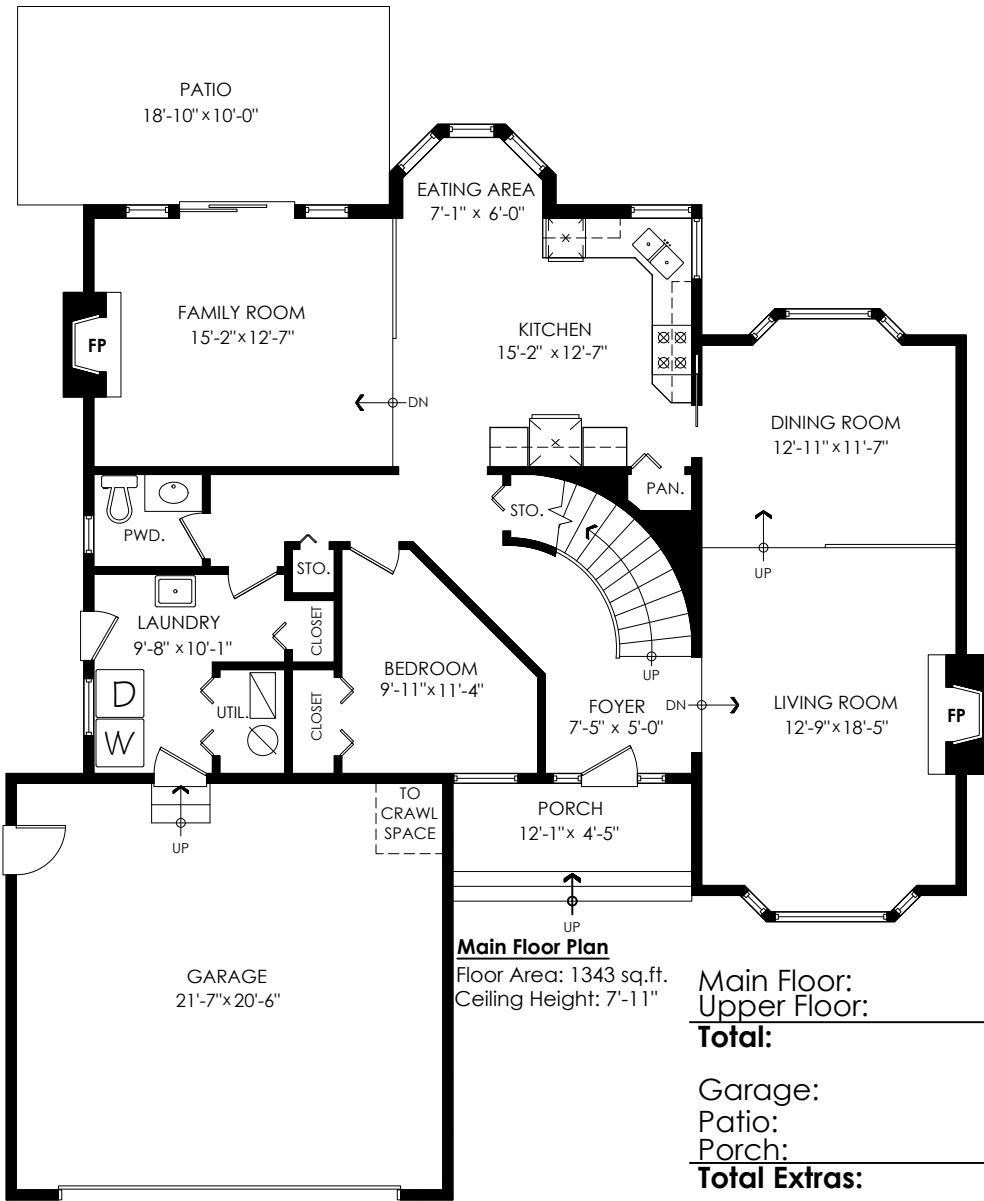 PATIO
18'-10" x 10'-0"
EATING AREA
7'-1" x 6'-0"
FAMILY ROOM
15'-2" x 12'-7"
FP
KITCHEN
15'-2" x 12'-7"
DN
DINING ROOM
12'-11" x 11'-7"
PAN.
STO.
PWD.
UP
STO.
LAUNDRY
9'-8" x 10'-1"
CLOSET
BEDROOM
9'-11" x 11'-4"
UP
D
W
UTIL.
CLOSET
FOYER
7'-5" x 5'-0"
DN
LIVING ROOM
12'-9" x 18'-5"
FP
TO
CRAWL
SPACE
PORCH
12'-1" x 4'-5"
UP
UP
GARAGE
21'-7" x 20'-6"
Main Floor Plan
Floor Area: 1343 sq.ft.
Ceiling Height: 7'-11"
Main Floor:
Upper Floor:
Total:
Garage:
Patio:
Porch:
Total Extras: